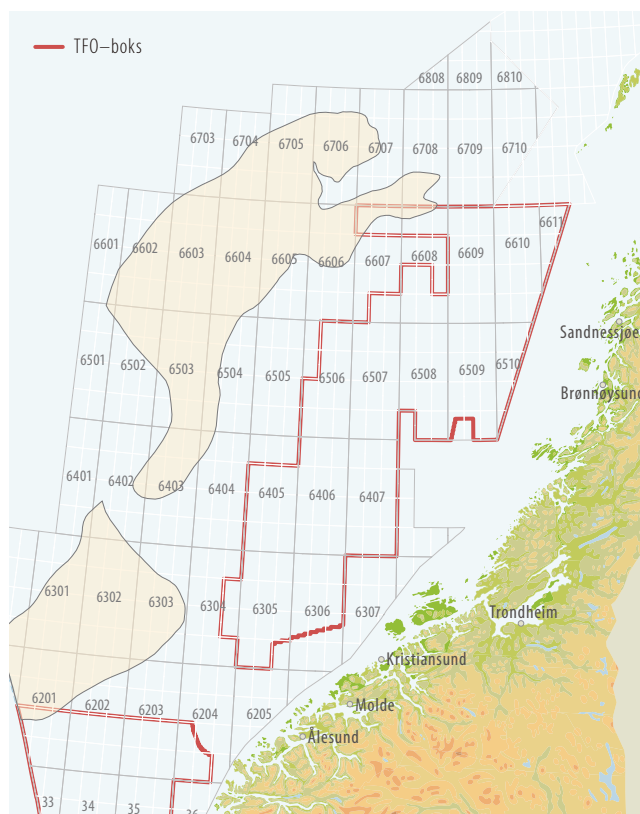 TFO–boks
6808 6809 6810
6703 6704 6705 6706 6707 6708 6709 6710
6601 6602 6603 6604 6605 6606 6607 6608 6609 6610 6611
Sandnessjøe
6501 6502 6503 6504 6505 6506 6507 6508 6509 6510
Brønnøysund
6401 6402 6403 6404 6405 6406 6407
6301 6302 6303 6304 6305 6306 6307
Trondheim
Kristiansund
6201 6202 6203 6204 6205
Molde
Ålesund
33 34 35 36